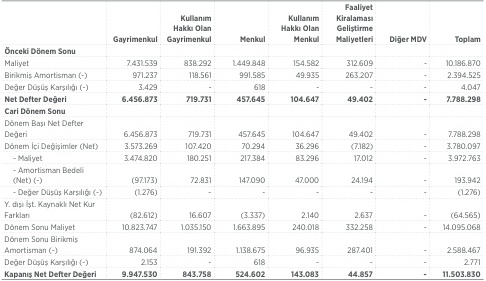 Gayrimenkul Kullanım Hakkı Olan Gayrimenkul Menkul Kullanım Hakkı Olan Menkul Faaliyet Kiralaması Geliştirme Maliyetleri Diğer MDV Toplam
Önceki Dönem Sonu
Maliyet 7.431.539 838.292 1.449.848 154.582 312.609 - 10.186.870
Birikmiş Amortisman (-) 971.237 118.561 991.585 49.935 263.207 - 2.394.525
Değer Düşüş Karşılığı (-) 3.429 - 618 - - - 4.047
Net Defter Değeri 6.456.873 719.731 457.645 104.647 49.402 - 7.788.298
Cari Dönem Sonu
Dönem Başı Net Defter
Değeri 6.456.873 719.731 457.645 104.647 49.402 - 7.788.298
Dönem İçi Değişimler (Net) 3.573.269 107.420 70.294 36.296 (7.182) - 3.780.097
- Maliyet 3.474.820 180.251 217.384 83.296 17.012 - 3.972.763
- Amortisman Bedeli
(Net) (-) (97.173) 72.831 147.090 47.000 24.194 - 193.942
- Değer Düşüş Karşılığı (-) (1.276) - - - - - (1.276)
Y. dışı İşt. Kaynaklı Net Kur
Farkları (82.612) 16.607 (3.337) 2.140 2.637 - (64.565)
Dönem Sonu Maliyet 10.823.747 1.035.150 1.663.895 240.018 332.258 - 14.095.068
Dönem Sonu Birikmiş
Amortisman (-) 874.064 191.392 1.138.675 96.935 287.401 - 2.588.467
Değer Düşüş Karşılığı (-) 2.153 - 618 - - - 2.771
Kapanış Net Defter Değeri 9.947.530 843.758 524.602 143.083 44.857 - 11.503.830